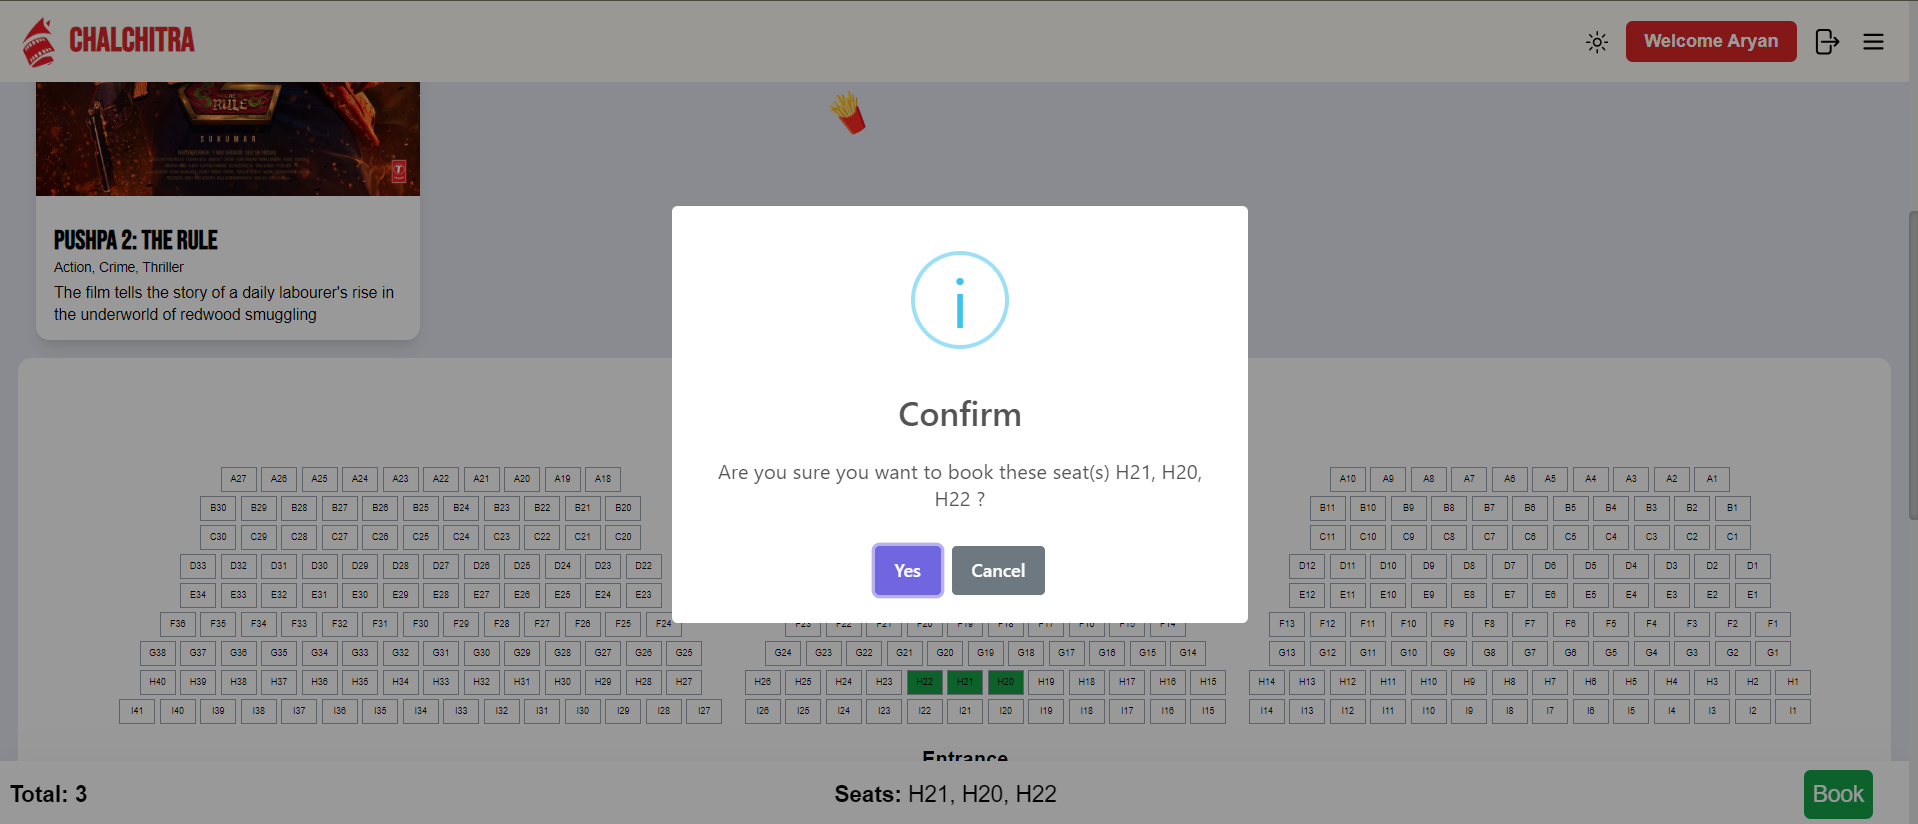 CHALCHITRA
Welcome Aryan
THE
RULE
SUKUMAR
T
PUSHPA 2: THE RULE
Action, Crime, Thriller
The film tells the story of a daily labourer's rise in
the underworld of redwood smuggling
i
Confirm
Are you sure you want to book these seat(s) H21, H20,
H22 ?
Yes Cancel
A27 A26 A25 A24 A23 A22 A21 A20 A19 A18 A10 A9 A8 A7 A6 A5 A4 A3 A2 A1
B30 B29 B28 B27 B26 B25 B24 B23 B22 B21 B20 B11 B10 B9 B8 B7 B6 B5 B4 B3 B2 B1
C30 C29 C28 C27 C26 C25 C24 C23 C22 C21 C20 C11 C10 C9 C8 C7 C6 C5 C4 C3 C2 C1
D33 D32 D31 D30 D29 D28 D27 D26 D25 D24 D23 D22 D12 D11 D10 D9 D8 D7 D6 D5 D4 D3 D2 D1
E34 E33 E32 E31 E30 E29 E28 E27 E26 E25 E24 E23 E12 E11 E10 E9 E8 E7 E6 E5 E4 E3 E2 E1
F36 F35 F34 F33 F32 F31 F30 F29 F28 F27 F26 F25 F24 F23 F22 F21 F20 F19 F18 F17 F16 F15 F14 F13 F12 F11 F10 F9 F8 F7 F6 F5 F4 F3 F2 F1
G38 G37 G36 G35 G34 G33 G32 G31 G30 G29 G28 G27 G26 G25 G24 G23 G22 G21 G20 G19 G18 G17 G16 G15 G14 G13 G12 G11 G10 G9 G8 G7 G6 G5 G4 G3 G2 G1
H40 H39 H38 H37 H36 H35 H34 H33 H32 H31 H30 H29 H28 H27 H26 H25 H24 H23 H22 H21 H20 H19 H18 H17 H16 H15 H14 H13 H12 H11 H10 H9 H8 H7 H6 H5 H4 H3 H2 H1
I41 I40 I39 I38 I37 I36 I35 I34 I33 I32 I31 I30 I29 I28 I27 I26 I25 I24 I23 I22 I21 I20 I19 I18 I17 I16 I15 I14 I13 I12 I11 I10 I9 I8 I7 I6 I5 I4 I3 I2 I1
Entrance
Total: 3
Seats: H21, H20, H22
Book